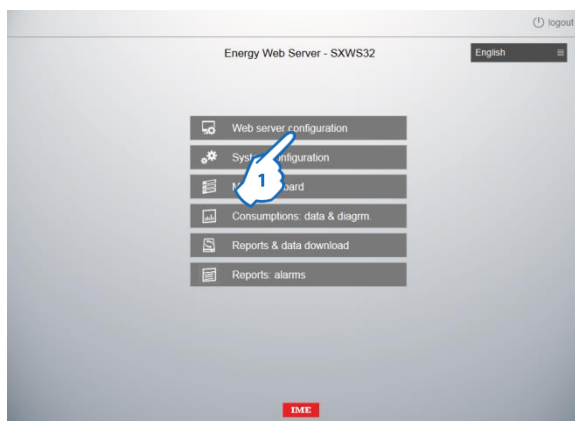 logout
Energy Web Server - SXWS32
English
Web server configuration
1
Consumptions: data & diagrm.
Reports & data download
Reports: alarms
IME